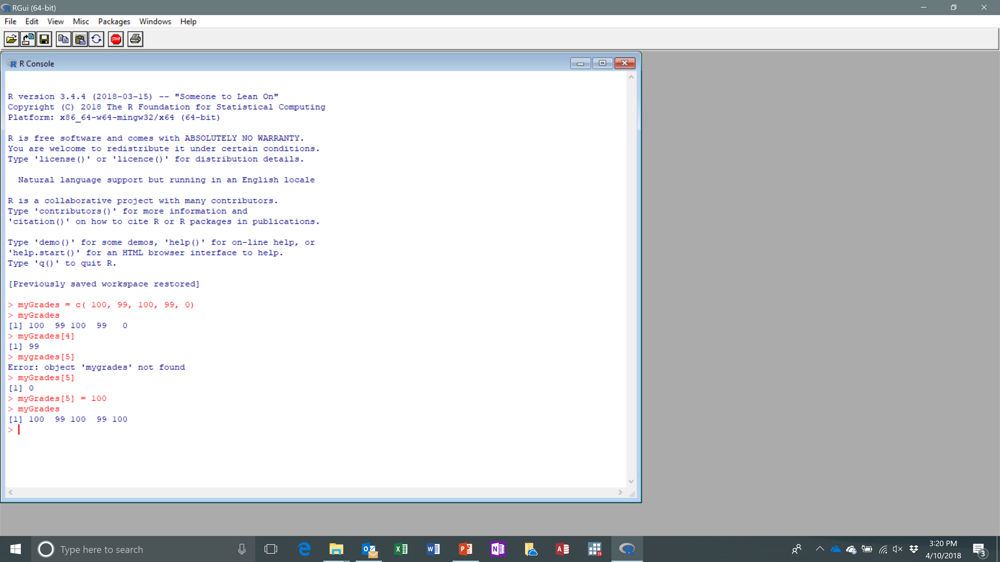 RGui (64-bit)
File Edit View Misc Packages Windows Help
STOP
R Console
R version 3.4.4 (2018-03-15) -- "Someone to Lean On"
Copyright (C) 2018 The R Foundation for Statistical Computing
Platform: x86_64-w64-mingw32/x64 (64-bit)
R is free software and comes with ABSOLUTELY NO WARRANTY.
You are welcome to redistribute it under certain conditions.
Type 'license()' or 'licence()' for distribution details.
Natural language support but running in an English locale
R is a collaborative project with many contributors.
Type 'contributors()' for more information and
'citation()' on how to cite R or R packages in publications.
Type 'demo()' for some demos, 'help()' for on-line help, or
'help.start()' for an HTML browser interface to help.
Type 'q()' to quit R.
[Previously saved workspace restored]
> myGrades = c( 100, 99, 100, 99, 0)
> myGrades
[1] 100  99 100  99   0
> myGrades[4]
[1] 99
> mygrades[5]
Error: object 'mygrades' not found
> myGrades[5]
[1] 0
> myGrades[5] = 100
> myGrades
[1] 100  99 100  99 100
>
Type here to search
15
3:20 PM
4/10/2018
3